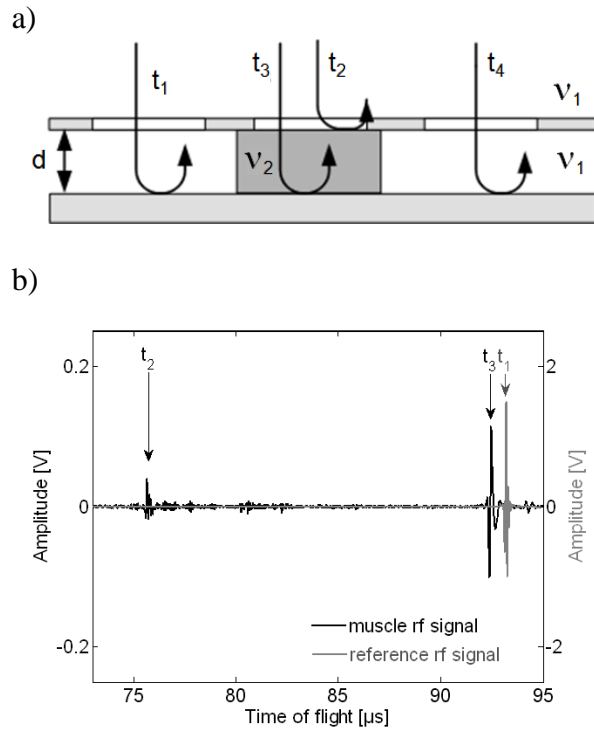 a)
t₁ t₃ t₂ t₄ ν₁
d ν₂ ν₁
b)
t₂ t₃ t₁
0.2 2
0 0
-0.2 -2
Amplitude [V]
Amplitude [V]
muscle rf signal
reference rf signal
75 80 85 90 95
Time of flight [µs]